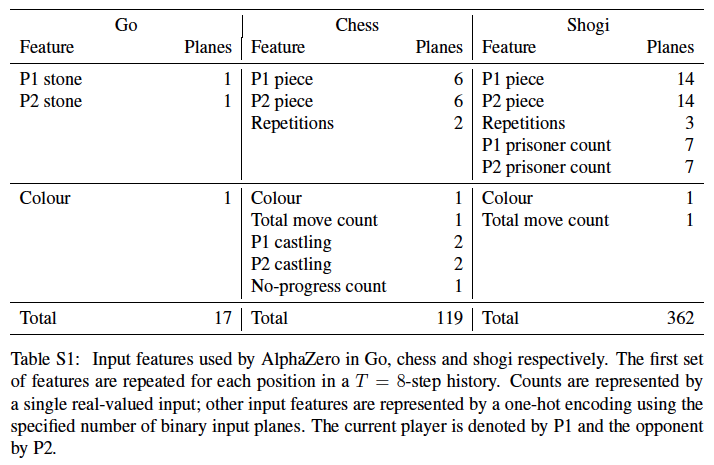 Go Chess Shogi
Feature Planes Feature Planes Feature Planes
P1 stone 1 P1 piece 6 P1 piece 14
P2 stone 1 P2 piece 6 P2 piece 14
Repetitions 2 Repetitions 3
P1 prisoner count 7
P2 prisoner count 7
Colour 1 Colour 1 Colour 1
Total move count 1 Total move count 1
P1 castling 2
P2 castling 2
No-progress count 1
Total 17 Total 119 Total 362
Table S1: Input features used by AlphaZero in Go, chess and shogi respectively. The first set
of features are repeated for each position in a T = 8-step history. Counts are represented by
a single real-valued input; other input features are represented by a one-hot encoding using the
specified number of binary input planes. The current player is denoted by P1 and the opponent
by P2.